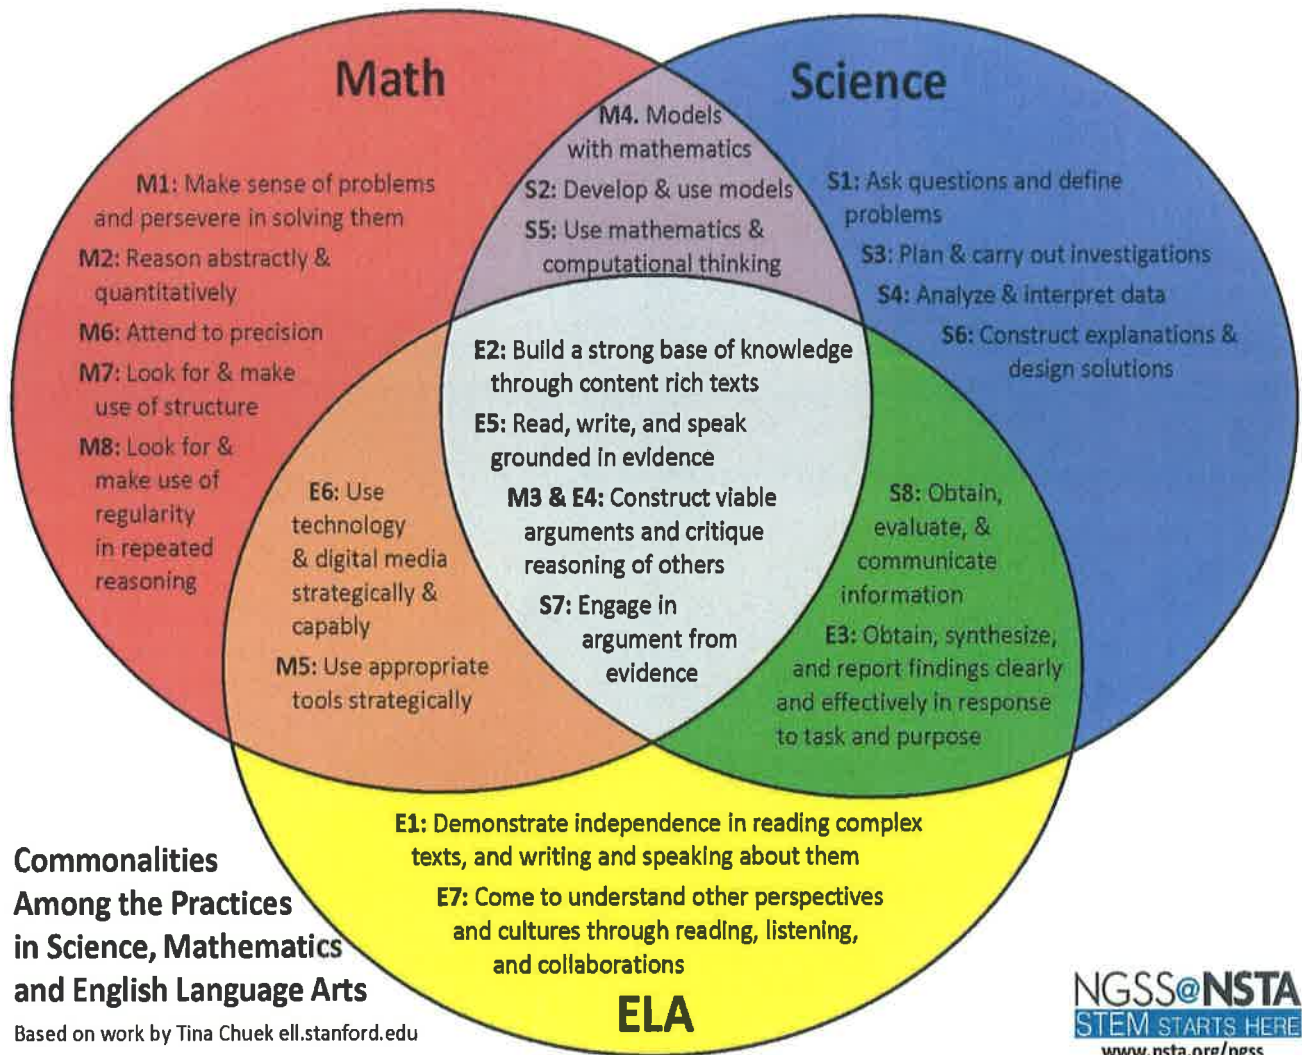 Math
Science
M4. Models
with mathematics
S2: Develop & use models
S5: Use mathematics &
computational thinking
M1: Make sense of problems
and persevere in solving them
M2: Reason abstractly &
quantitatively
M6: Attend to precision
M7: Look for & make
use of structure
M8: Look for &
make use of
regularity
in repeated
reasoning
S1: Ask questions and define
problems
S3: Plan & carry out investigations
S4: Analyze & interpret data
S6: Construct explanations &
design solutions
E2: Build a strong base of knowledge
through content rich texts
E5: Read, write, and speak
grounded in evidence
M3 & E4: Construct viable
arguments and critique
reasoning of others
S7: Engage in
argument from
evidence
E6: Use
technology
& digital media
strategically &
capably
M5: Use appropriate
tools strategically
S8: Obtain,
evaluate, &
communicate
information
E3: Obtain, synthesize,
and report findings clearly
and effectively in response
to task and purpose
E1: Demonstrate independence in reading complex
texts, and writing and speaking about them
E7: Come to understand other perspectives
and cultures through reading, listening,
and collaborations
ELA
Commonalities
Among the Practices
in Science, Mathematics
and English Language Arts
Based on work by Tina Chuek ell.stanford.edu
NGSS@NSTA
STEM STARTS HERE
www.nsta.org/ngss